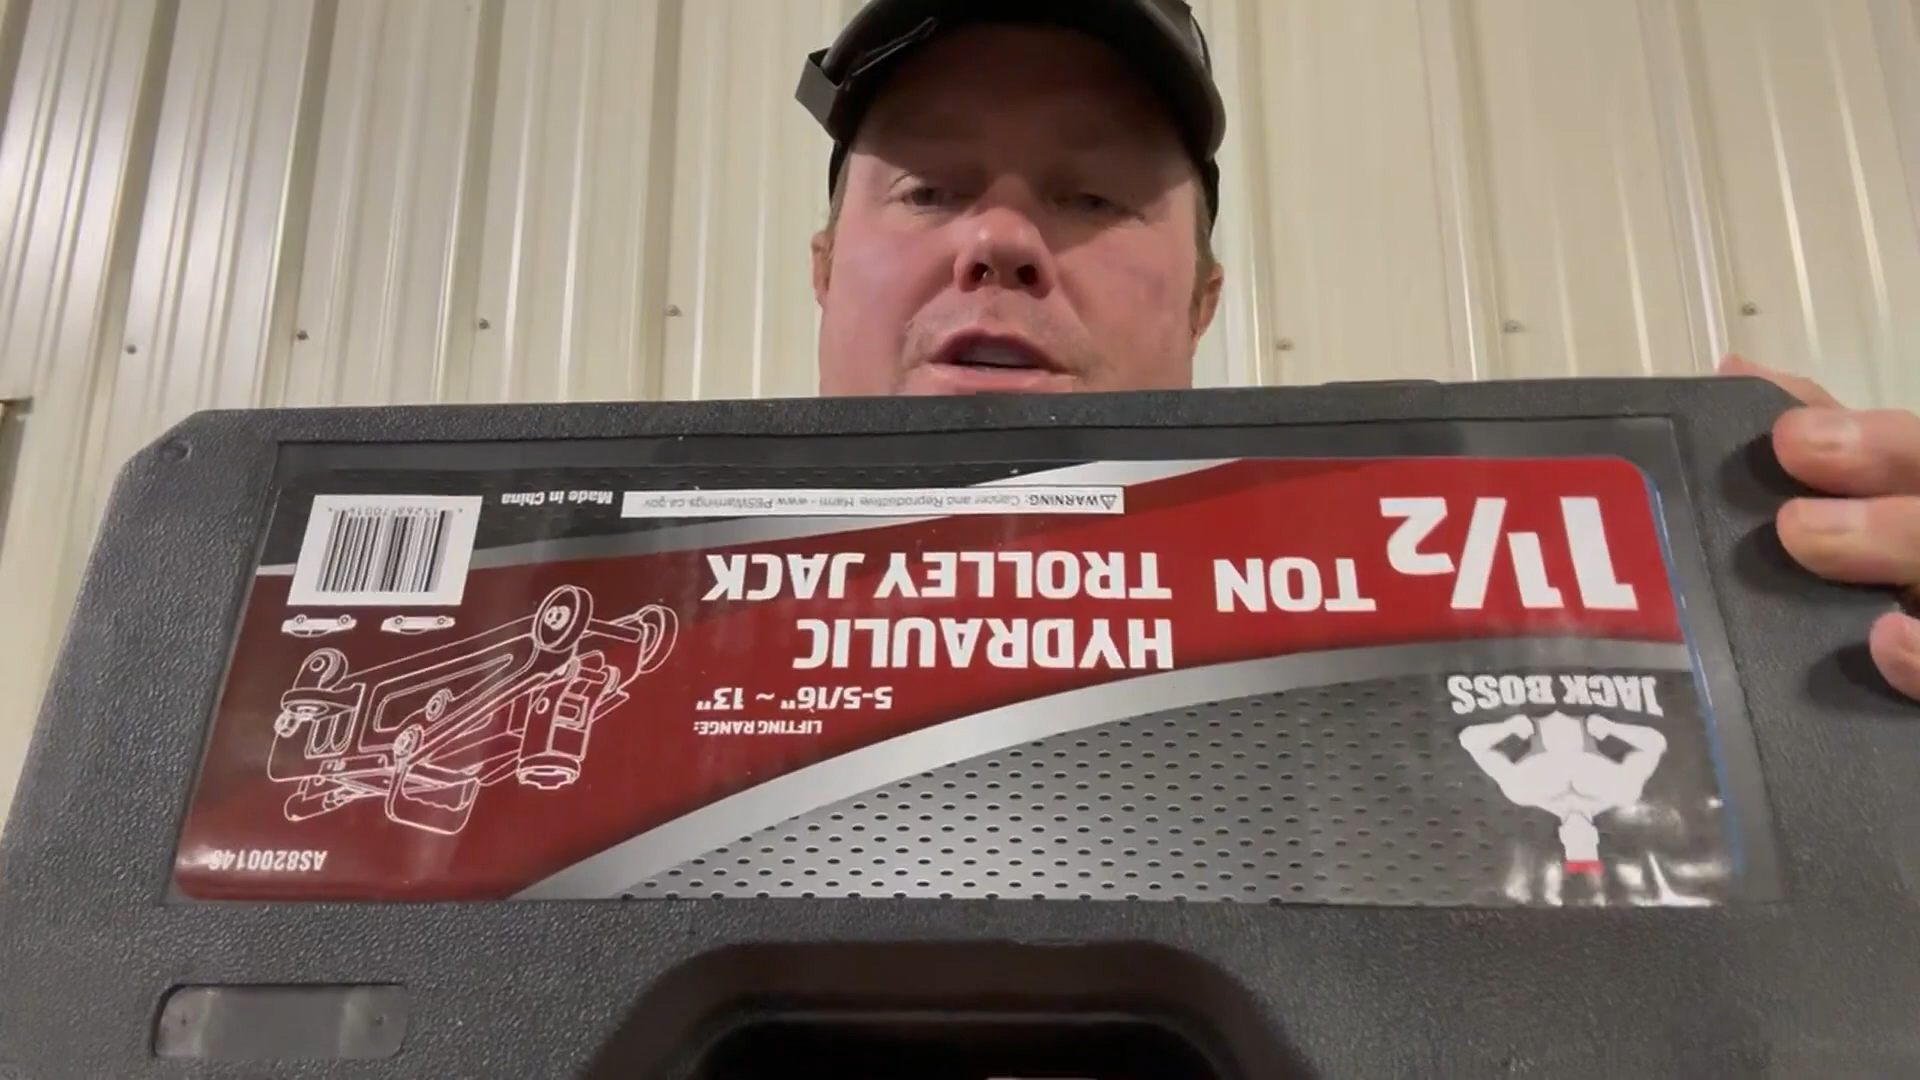 JACK BOSS
1 1/2 TON
HYDRAULIC
TROLLEY JACK
LIFTING RANGE:
5-5/16" ~ 13"
AS8200146
⚠WARNING: Cancer and Reproductive Harm - www.P65Warnings.ca.gov
Made in China